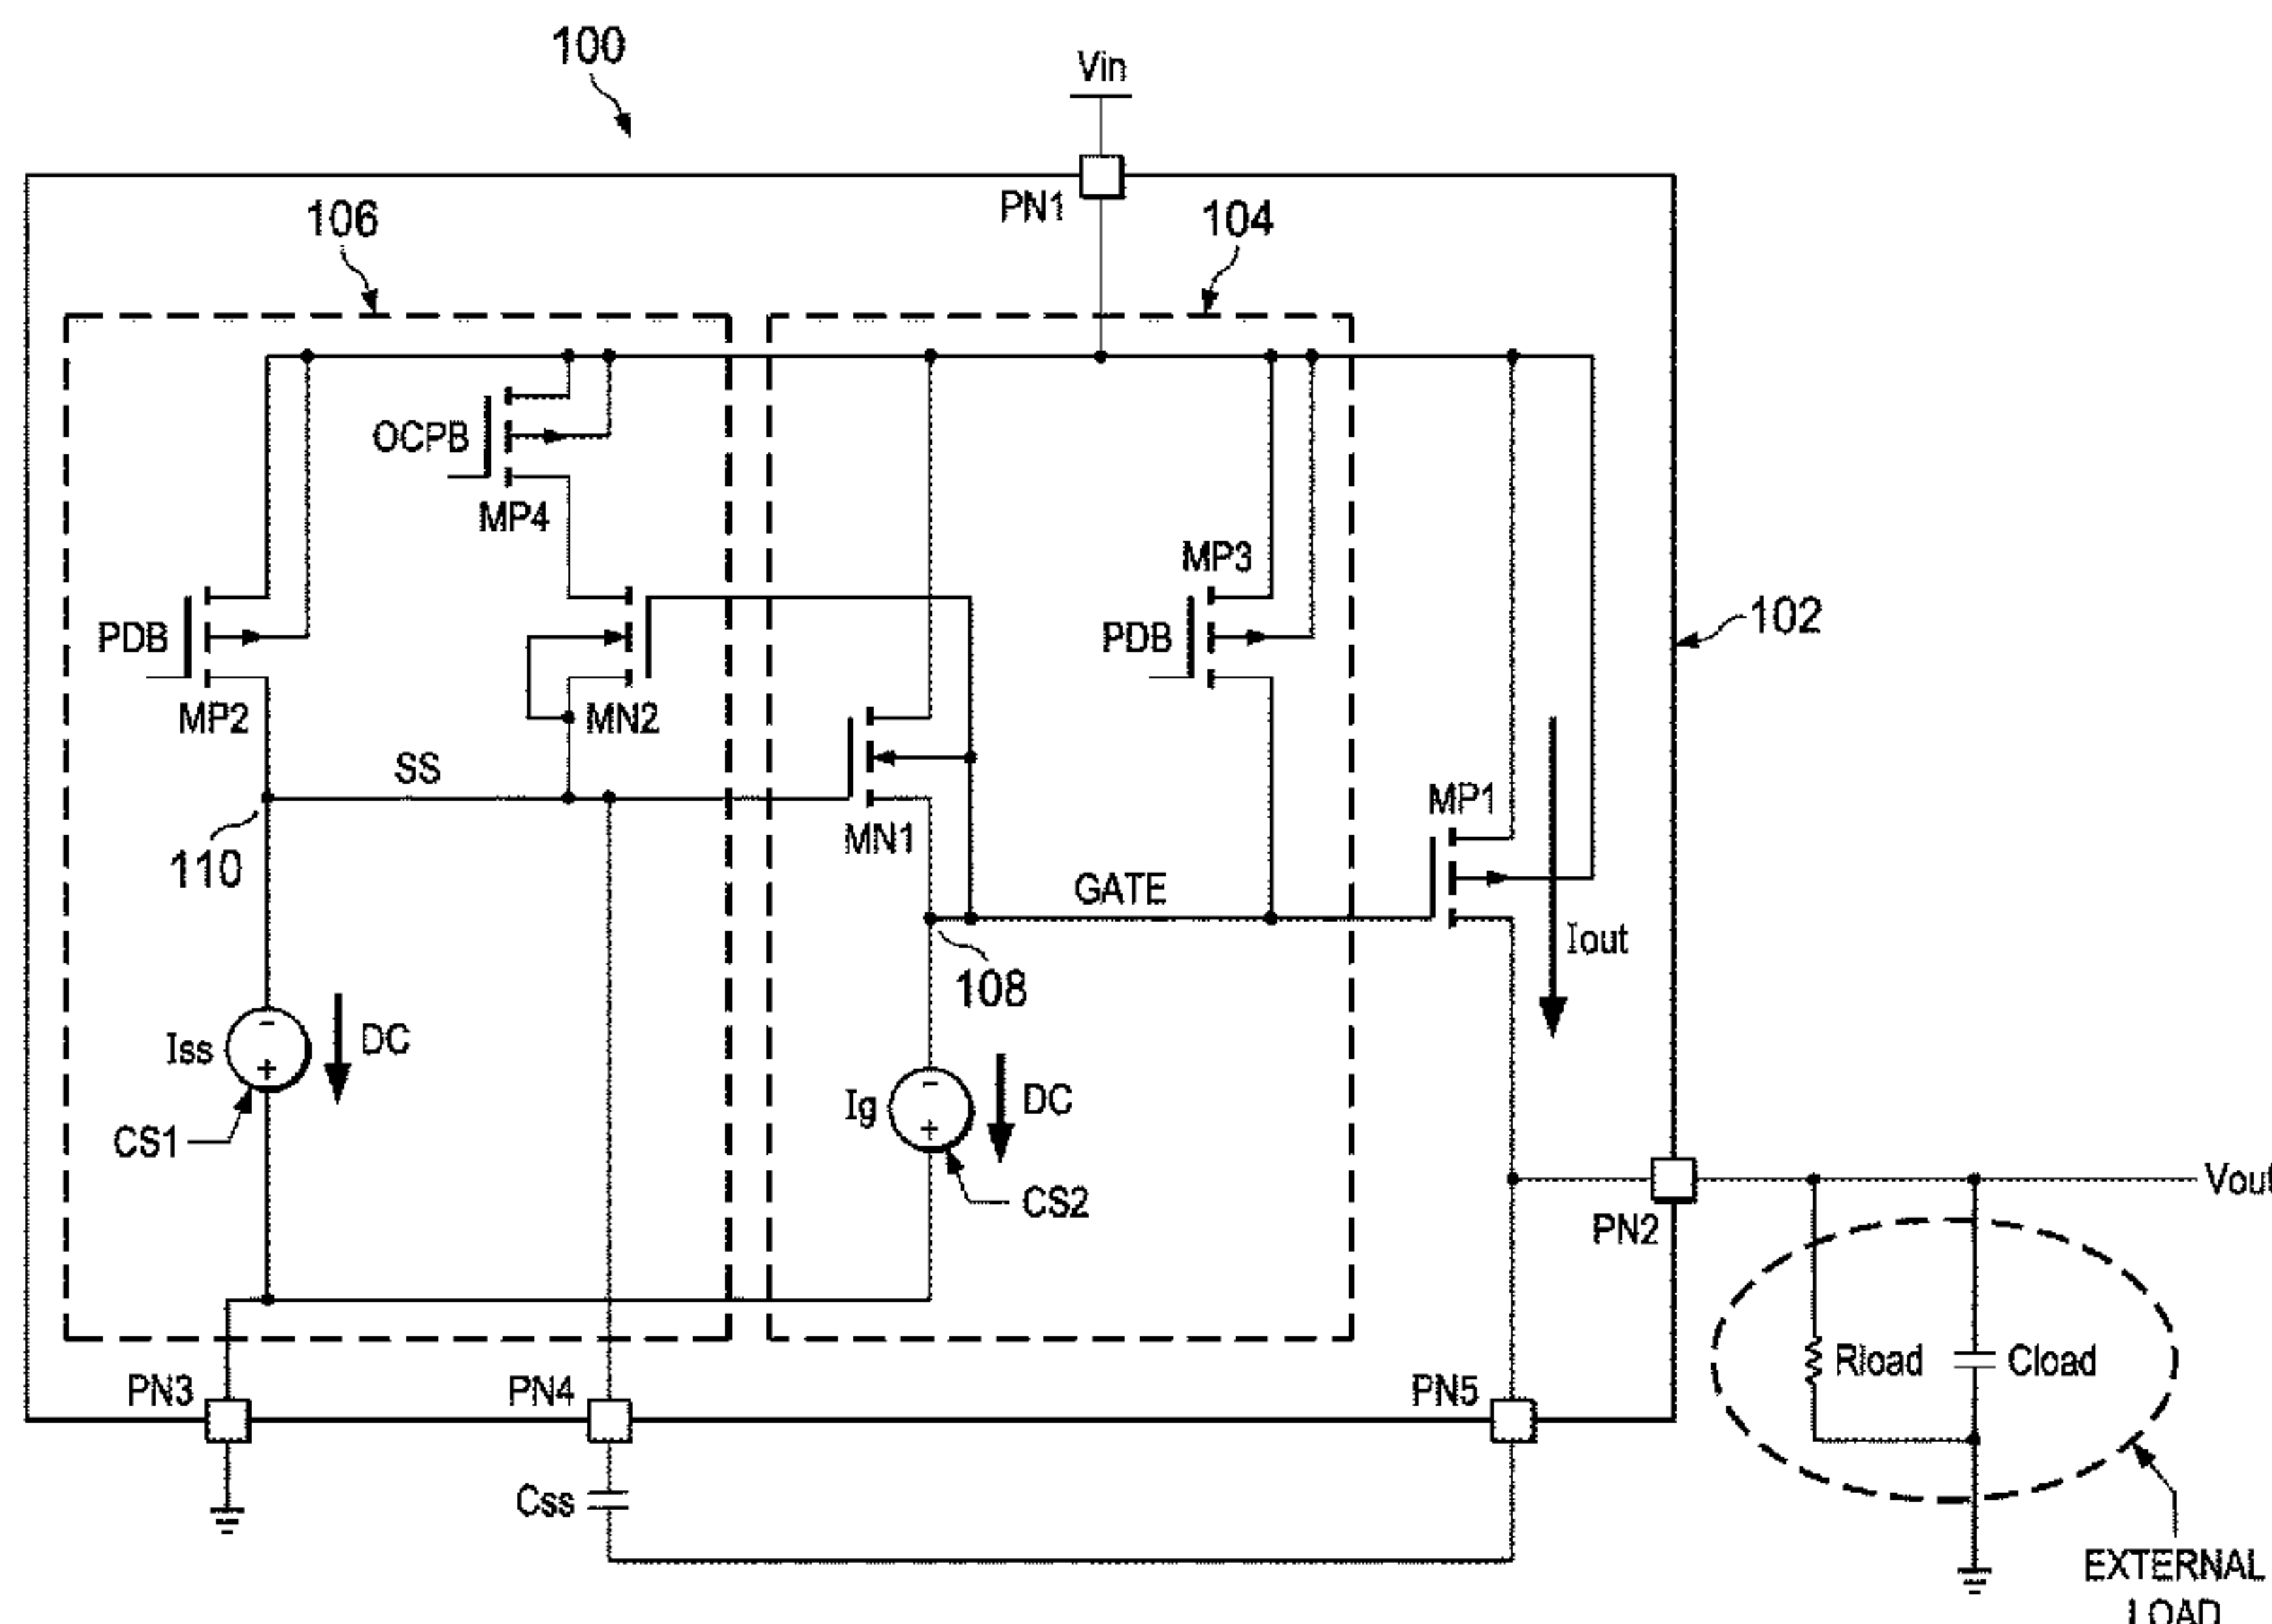 100
Vin
PN1
106
104
OCPB
MP4
MP3
PDB
MP2
MN2
PDB
102
SS
MN1
MP1
110
GATE
108
Iout
Iss
-
+
DC
CS1
Ig
-
+
DC
CS2
Vout
PN2
Rload
Cload
PN3
PN4
PN5
Css
EXTERNAL
LOAD